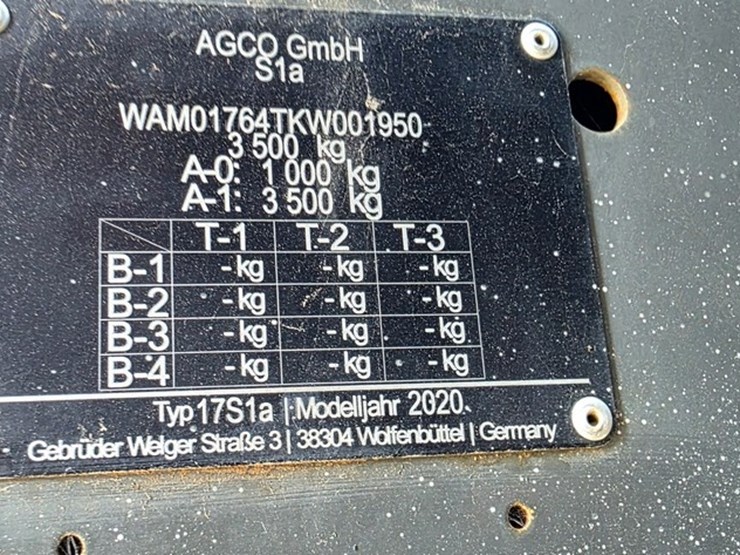 AGCO GmbH
S1a
WAM01764TKW001950
3 500 kg
A-0: 1 000 kg
A-1: 3 500 kg
T-1 T-2 T-3
B-1 - kg - kg - kg
B-2 - kg - kg - kg
B-3 - kg - kg - kg
B-4 - kg - kg - kg
Typ 17S1a | Modelljahr 2020
Gebrüder Welger Straße 3 | 38304 Wolfenbüttel | Germany